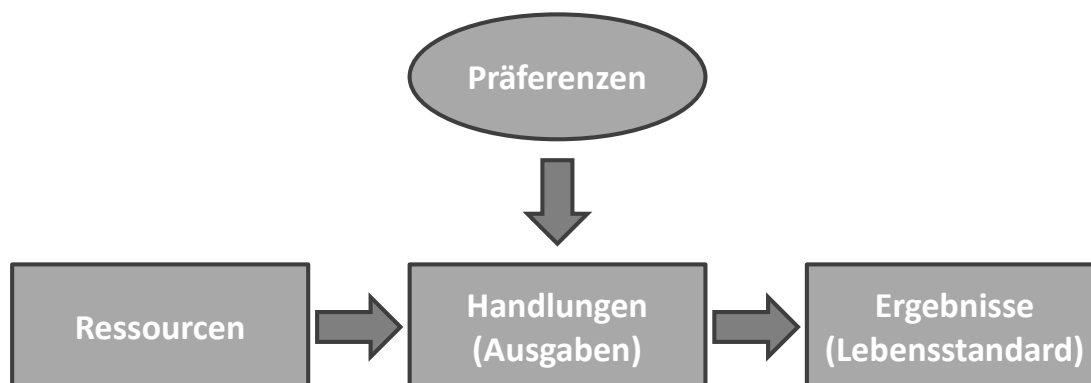 Präferenzen
Ressourcen
Handlungen
(Ausgaben)
Ergebnisse
(Lebensstandard)